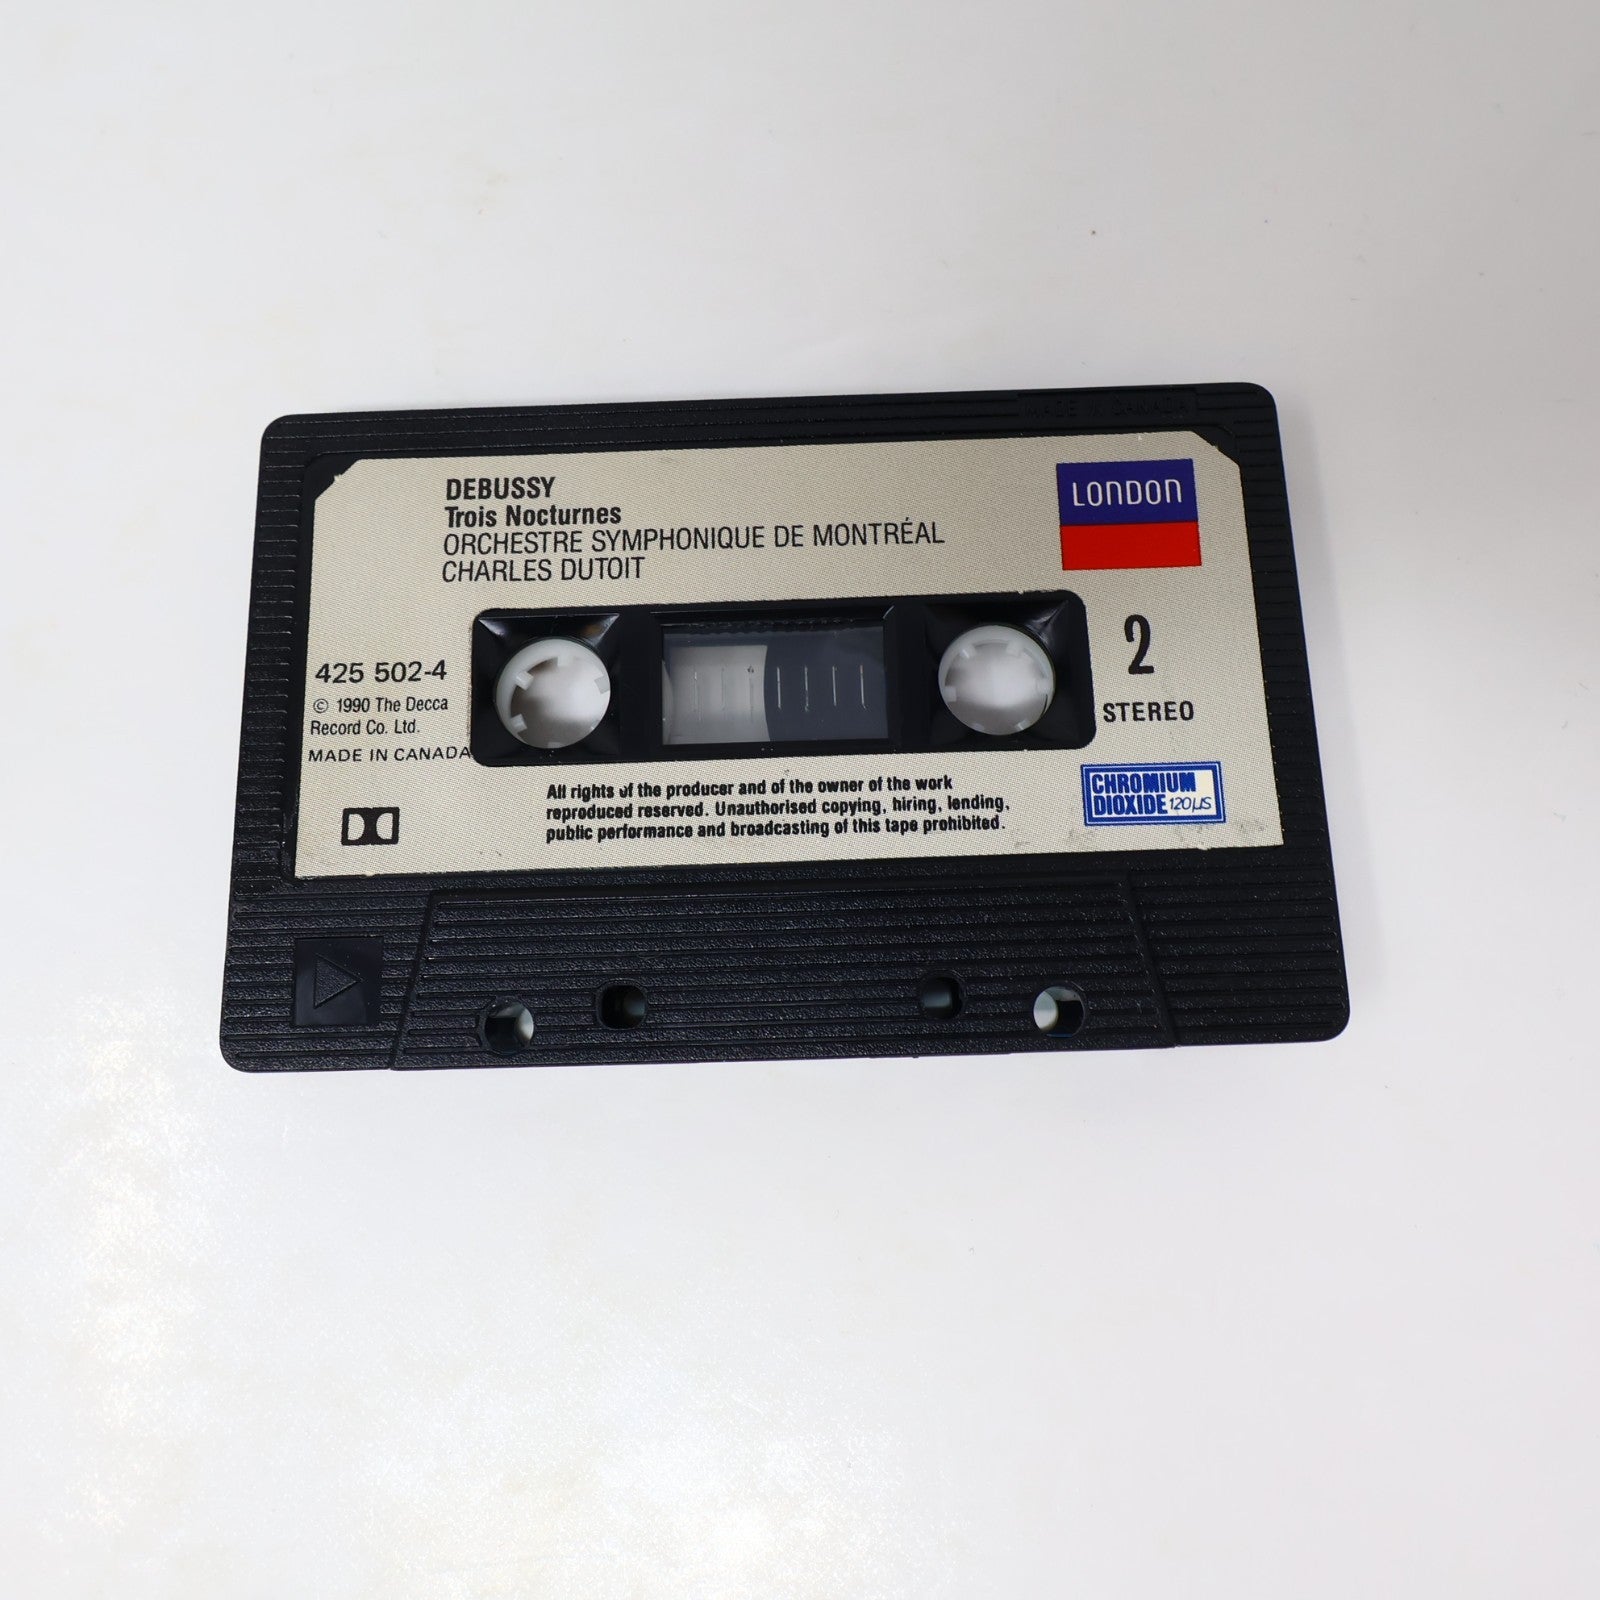 MADE IN CANADA
DEBUSSY
Trois Nocturnes
ORCHESTRE SYMPHONIQUE DE MONTRÉAL
CHARLES DUTOIT
LONDON
425 502-4
© 1990 The Decca
Record Co. Ltd.
MADE IN CANADA
2
STEREO
All rights of the producer and of the owner of the work
reproduced reserved. Unauthorised copying, hiring, lending,
public performance and broadcasting of this tape prohibited.
CHROMIUM
DIOXIDE 120µs